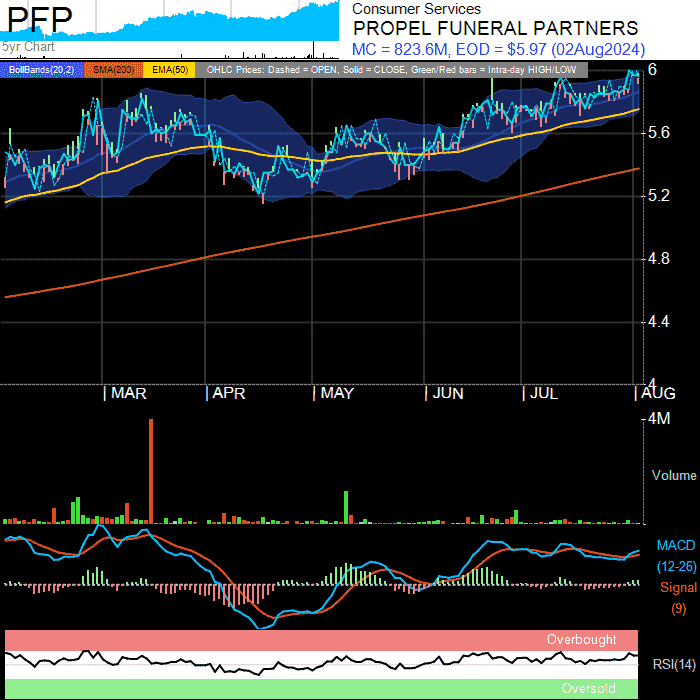 PFP
5yr Chart
Consumer Services
PROPEL FUNERAL PARTNERS
MC = 823.6M, EOD = $5.97 (02Aug2024)
BollBands(20,2) SMA(200) EMA(50) OHLC Prices: Dashed = OPEN, Solid = CLOSE, Green/Red bars = Intra-day HIGH/LOW
6
5.6
5.2
4.8
4.4
4
| MAR | APR | MAY | JUN | JUL | AUG
4M
Volume
MACD
(12-26)
Signal
(9)
Overbought
RSI(14)
Oversold